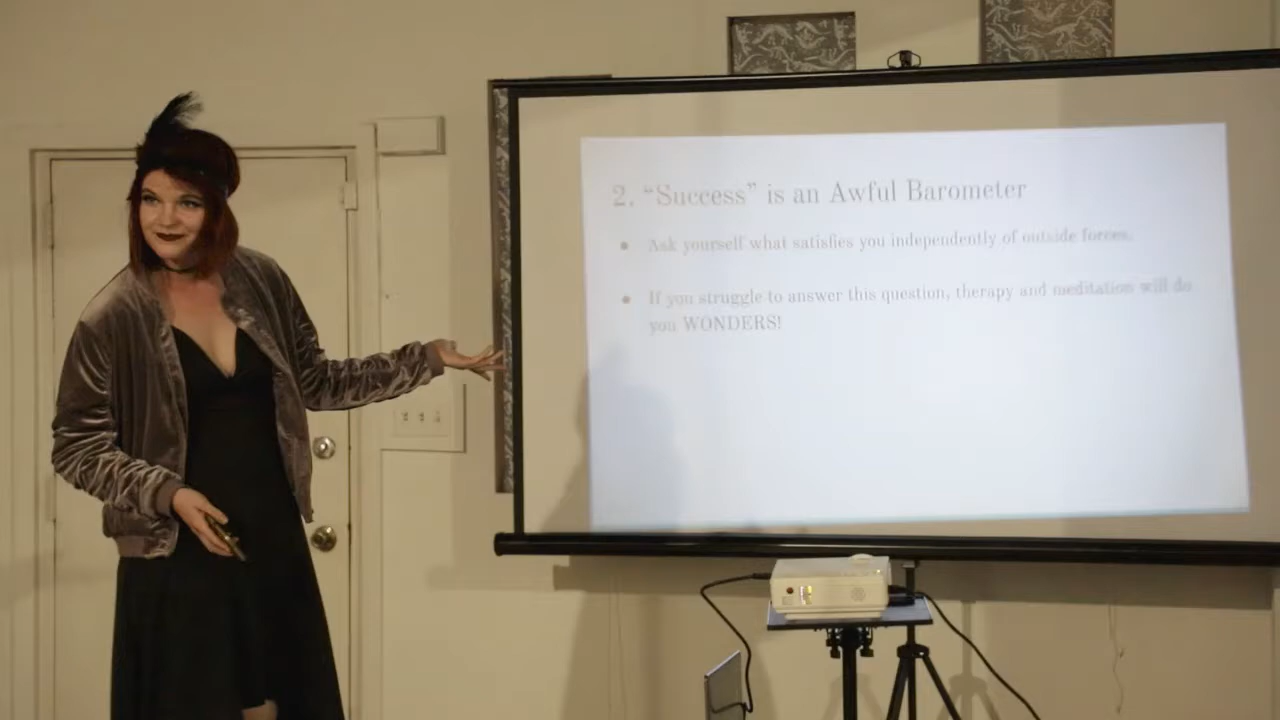 2. “Success” is an Awful Barometer
● Ask yourself what satisfies you independently of outside forces.
● If you struggle to answer this question, therapy and meditation will do
you WONDERS!